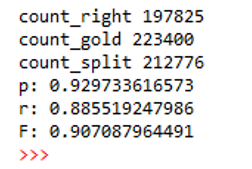 count_right 197825
count_gold 223400
count_split 212776
p: 0.929733616573
r: 0.885519247986
F: 0.907087964491
>>>